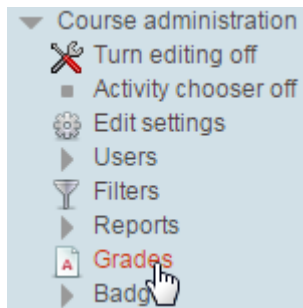 Course administration
Turn editing off
Activity chooser off
Edit settings
Users
Filters
Reports
A
Grades